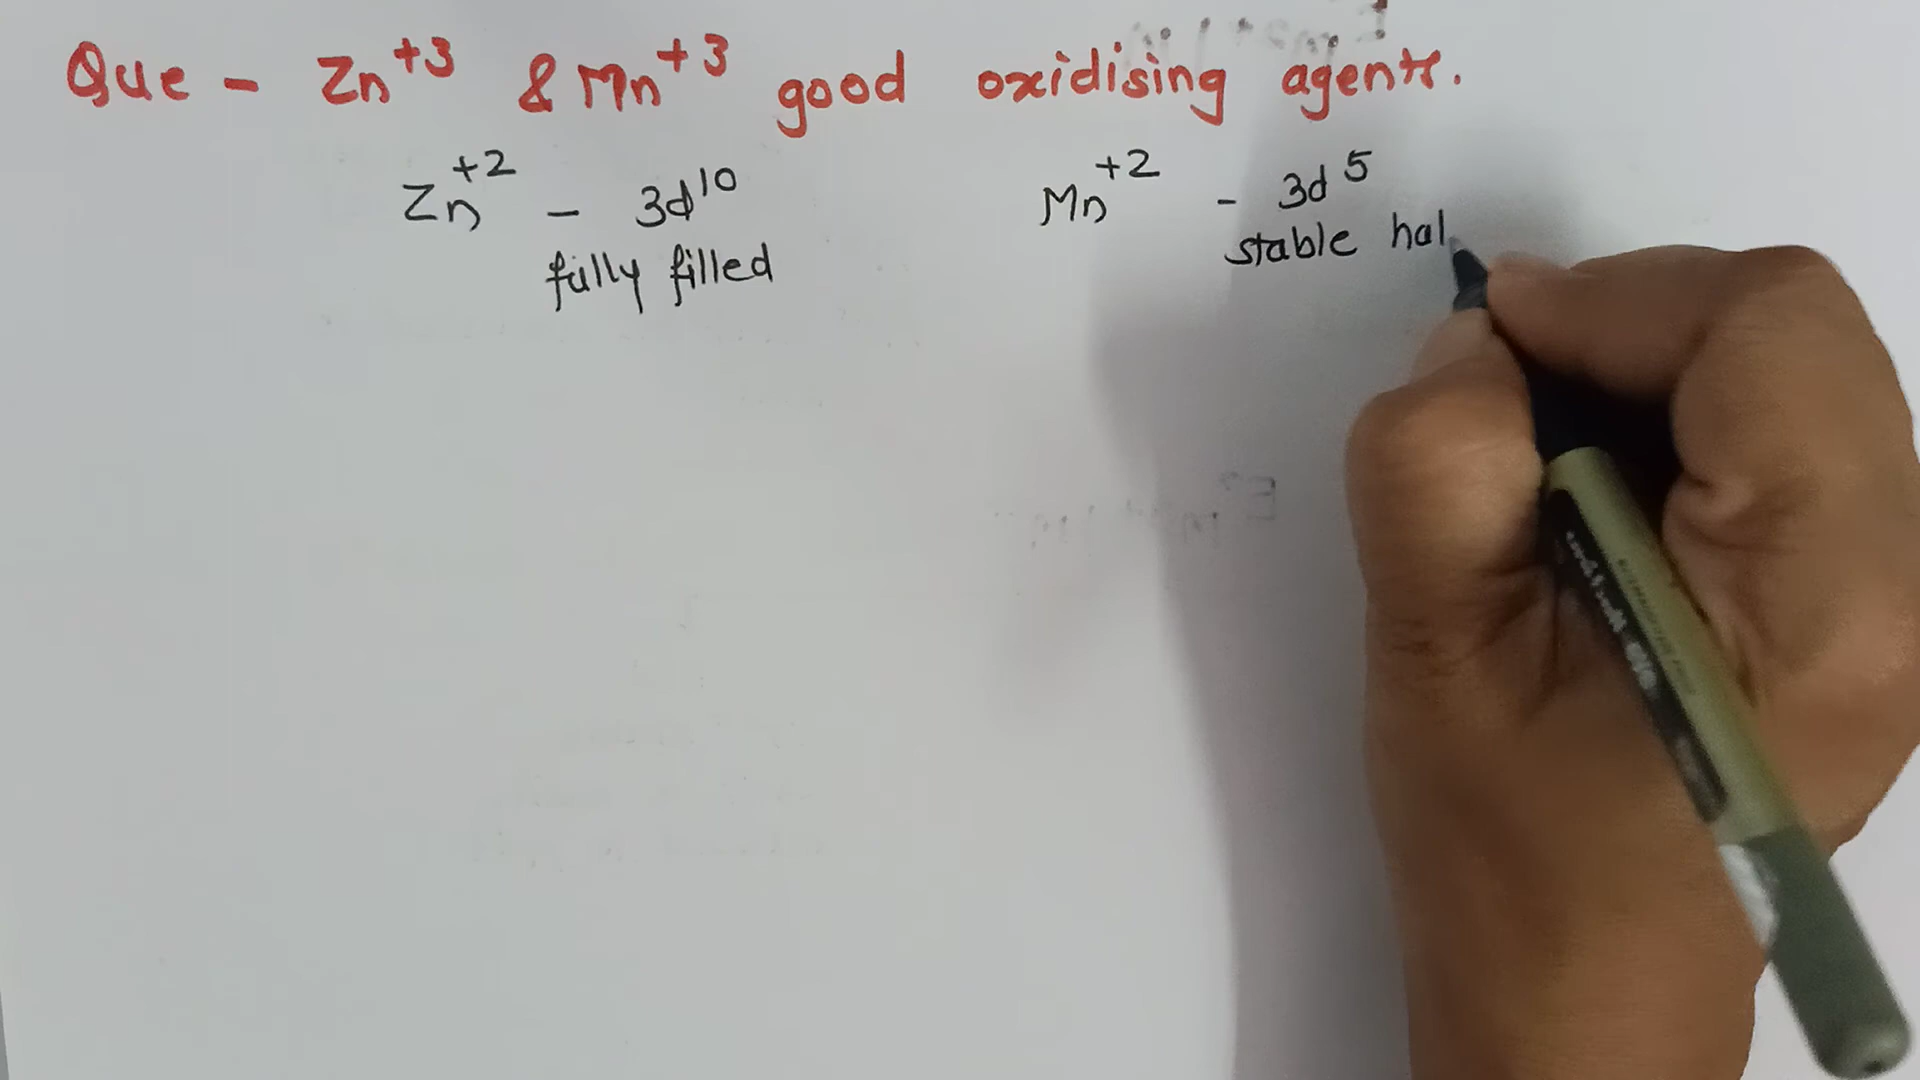 Que - Zn+3 & Mn+3 good oxidising agents.
Zn+2 - 3d10
fully filled
Mn+2 - 3d5
stable hal